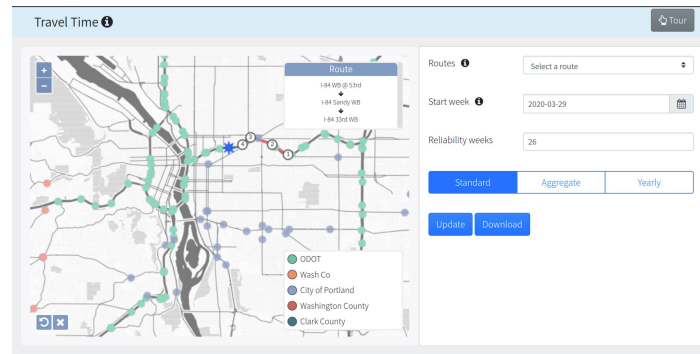 Travel Time
Tour
+
−
Route
I-84 WB @ 53rd
I-84 Sandy WB
I-84 33rd WB
4
3
2
1
ODOT
Wash Co
City of Portland
Washington County
Clark County
Routes
Select a route
Start week
2020-03-29
Reliability weeks
26
Standard
Aggregate
Yearly
Update
Download